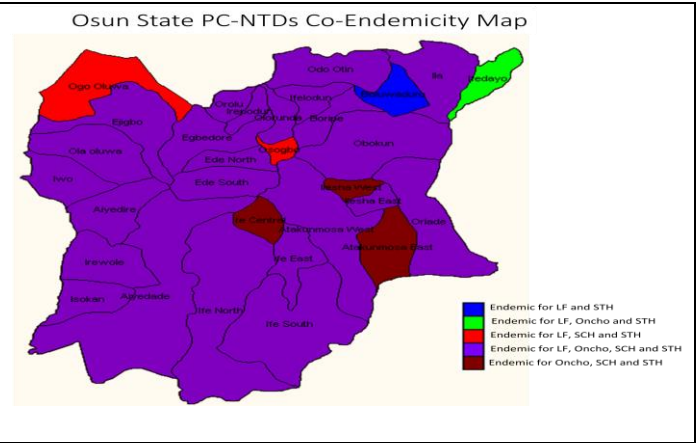 Osun State PC-NTDs Co-Endemicity Map
Odo Otin
Ila
Ifedayo
Ogo Oluwa
Boluwaduro
Ifelodun
Orolu
Irepodun
Olorunda
Boripe
Ejigbo
Egbedore
Osogbo
Obokun
Ola oluwa
Ede North
Iwo
Ede South
Ilesha West
Ilesha East
Aiyedire
Ife Central
Oriade
Atakunmosa West
Atakunmosa East
Irewole
Ife East
Isokan
Aiyedade
Ife North
Ife South
Endemic for LF and STH
Endemic for LF, Oncho and STH
Endemic for LF, SCH and STH
Endemic for LF, Oncho, SCH and STH
Endemic for Oncho, SCH and STH